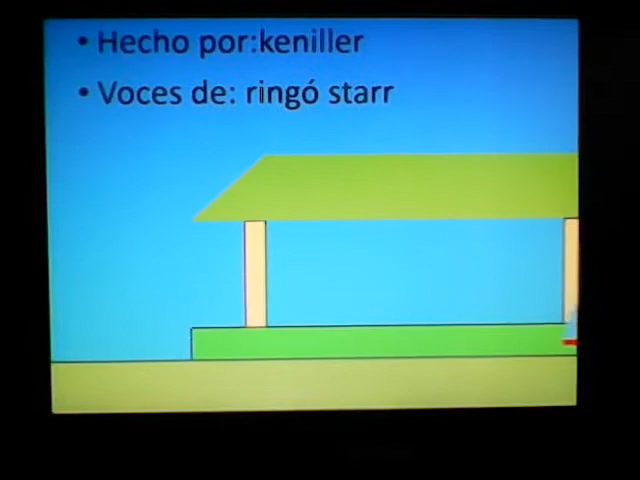 • Hecho por:keniller
• Voces de: ringó starr